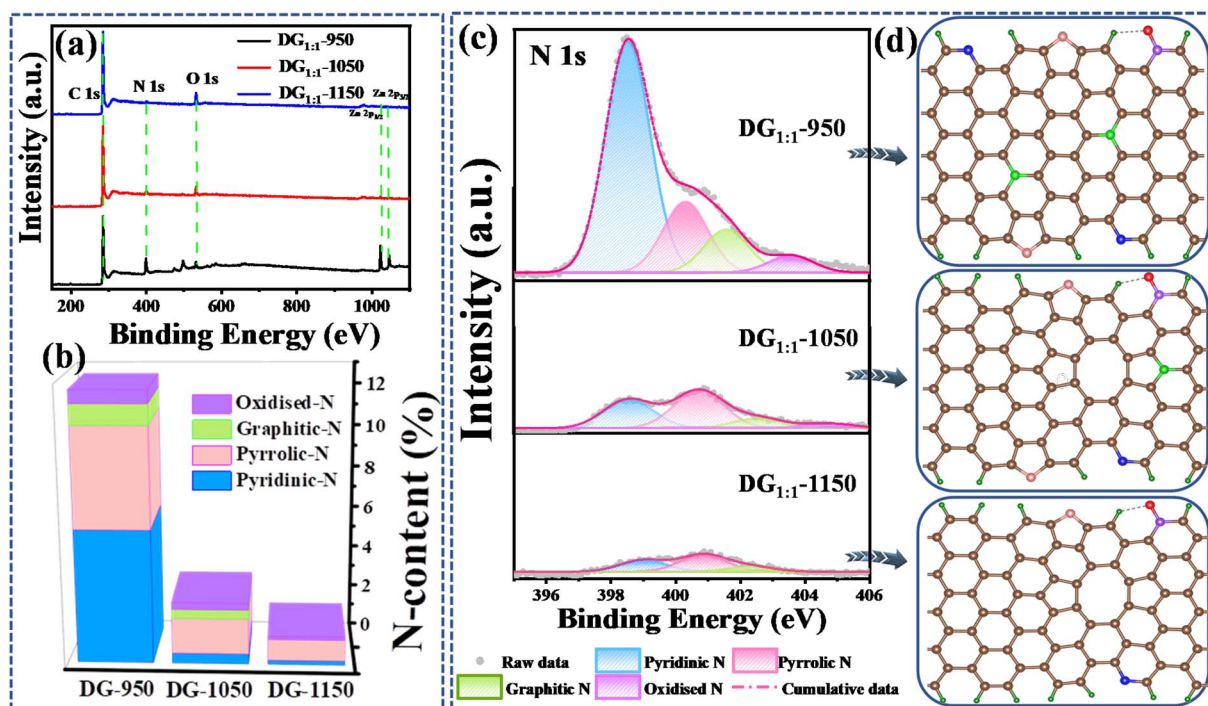 (a)
DG1:1-950
DG1:1-1050
DG1:1-1150
C 1s
N 1s
O 1s
Zn 2P3/2
Zn 2P1/2
Intensity (a.u.)
200 400 600 800 1000
Binding Energy (eV)
(b)
Oxidised-N
Graphitic-N
Pyrrolic-N
Pyridinic-N
12
10
8
6
4
2
0
N-content (%)
DG-950 DG-1050 DG-1150
(c)
N 1s
DG1:1-950
DG1:1-1050
DG1:1-1150
Intensity (a.u.)
396 398 400 402 404 406
Binding Energy (eV)
Raw data Pyridinic N Pyrrolic N
Graphitic N Oxidised N Cumulative data
(d)